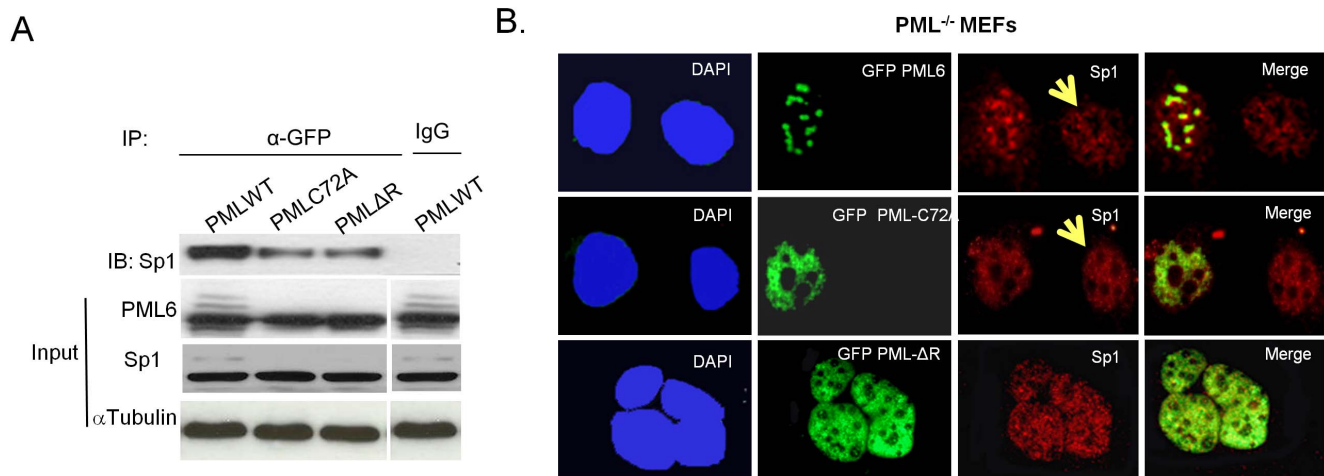 A
IP:
α-GFP
IgG
PMLWT
PMLC72A
PMLΔR
PMLWT
IB: Sp1
Input
PML6
Sp1
αTubulin
B.
PML-/- MEFs
DAPI
GFP PML6
Sp1
Merge
DAPI
GFP PML-C72A
Sp1
Merge
DAPI
GFP PML-ΔR
Sp1
Merge